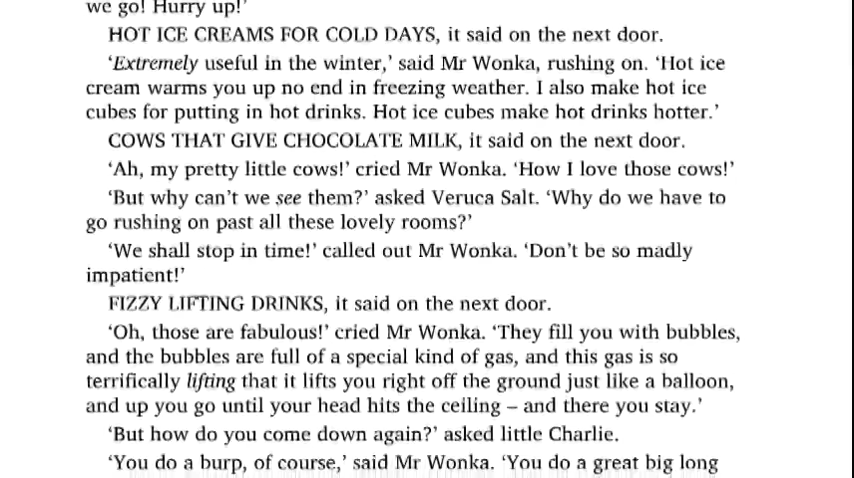 we go! Hurry up!’
HOT ICE CREAMS FOR COLD DAYS, it said on the next door.
‘Extremely useful in the winter,’ said Mr Wonka, rushing on. ‘Hot ice
cream warms you up no end in freezing weather. I also make hot ice
cubes for putting in hot drinks. Hot ice cubes make hot drinks hotter.’
COWS THAT GIVE CHOCOLATE MILK, it said on the next door.
‘Ah, my pretty little cows!’ cried Mr Wonka. ‘How I love those cows!’
‘But why can’t we see them?’ asked Veruca Salt. ‘Why do we have to
go rushing on past all these lovely rooms?’
‘We shall stop in time!’ called out Mr Wonka. ‘Don’t be so madly
impatient!’
FIZZY LIFTING DRINKS, it said on the next door.
‘Oh, those are fabulous!’ cried Mr Wonka. ‘They fill you with bubbles,
and the bubbles are full of a special kind of gas, and this gas is so
terrifically lifting that it lifts you right off the ground just like a balloon,
and up you go until your head hits the ceiling – and there you stay.’
‘But how do you come down again?’ asked little Charlie.
‘You do a burp, of course,’ said Mr Wonka. ‘You do a great big long